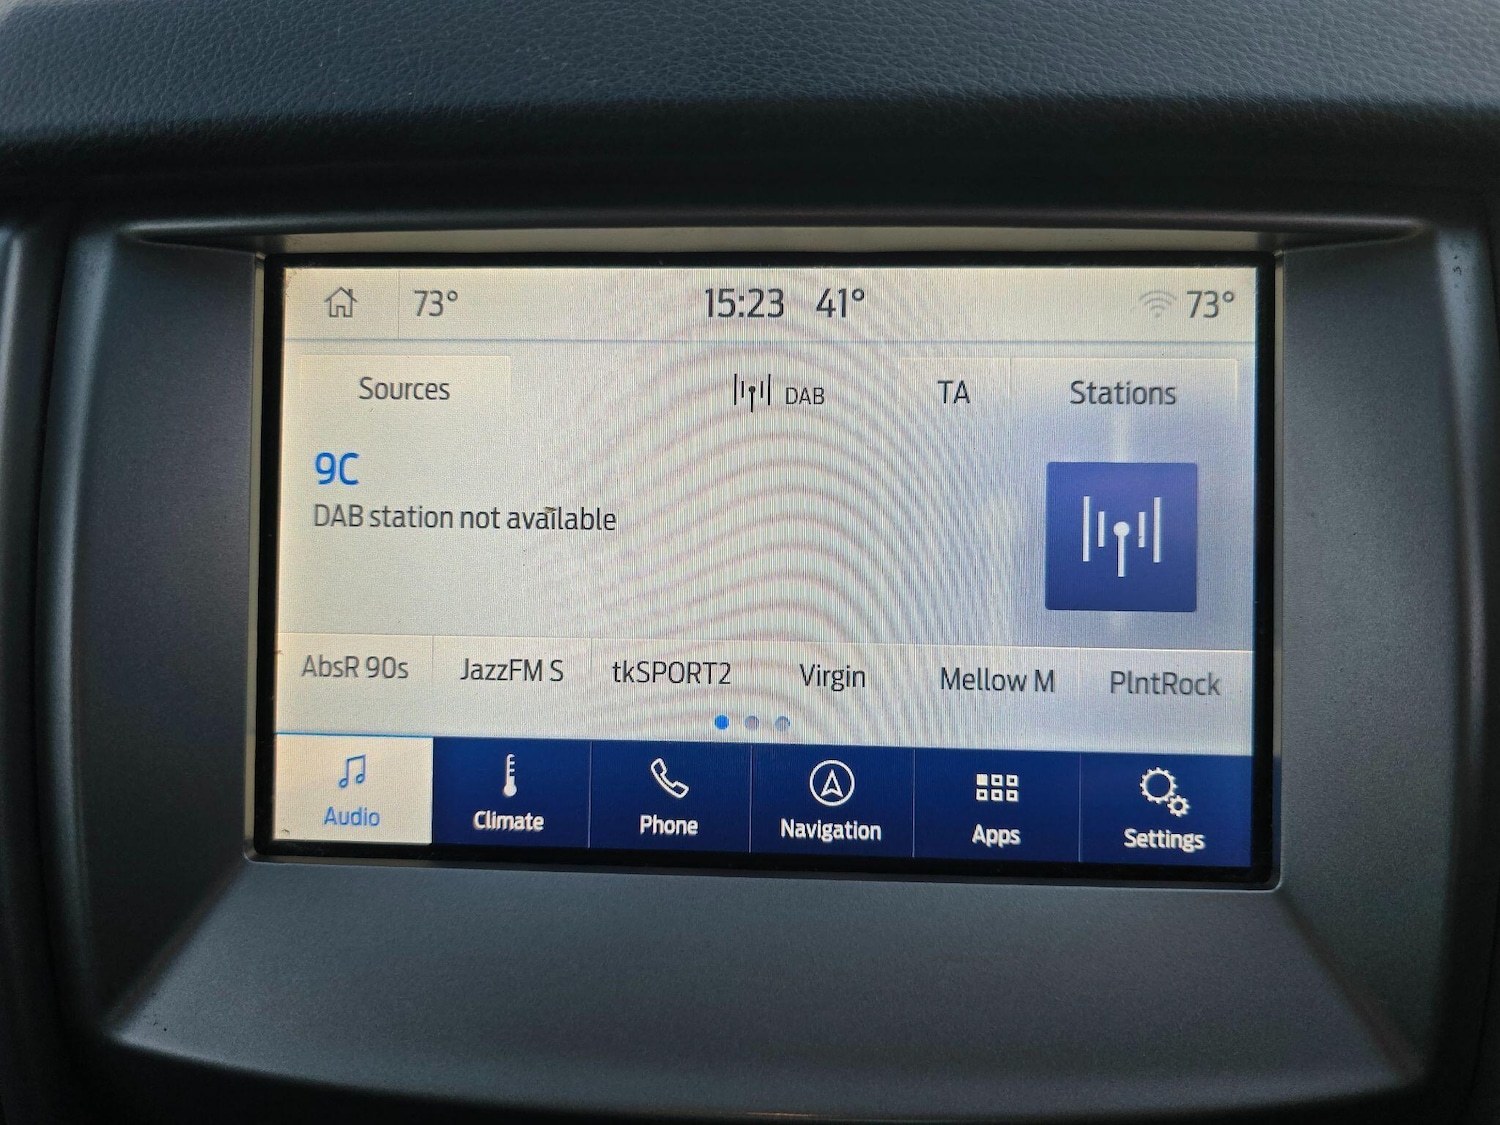 73° 15:23 41° 73°
Sources DAB TA Stations
9C
DAB station not available
AbsR 90s JazzFM S tkSPORT2 Virgin Mellow M PlntRock
Audio Climate Phone Navigation Apps Settings